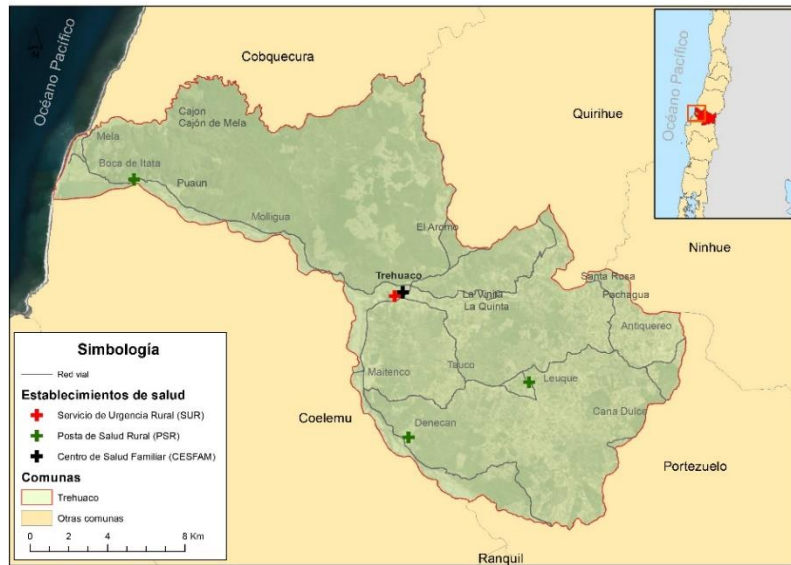 Océano Pacífico
Cobquecura
Quirihue
Océano Pacífico
Cajon
Cajón de Mela
Mela
Boca de Itata
Puaun
Molligua
El Aromo
Ninhue
Trehuaco
Santa Rosa
La Viñita
Pachagua
La Quinta
Antiquereo
Maitenco
Tauco
Leuque
Cana Dulce
Coelemu
Denecan
Portezuelo
Ranquil
Simbología
Red vial
Establecimientos de salud
Servicio de Urgencia Rural (SUR)
Posta de Salud Rural (PSR)
Centro de Salud Familiar (CESFAM)
Comunas
Trehuaco
Otras comunas
0 2 4 8 Km